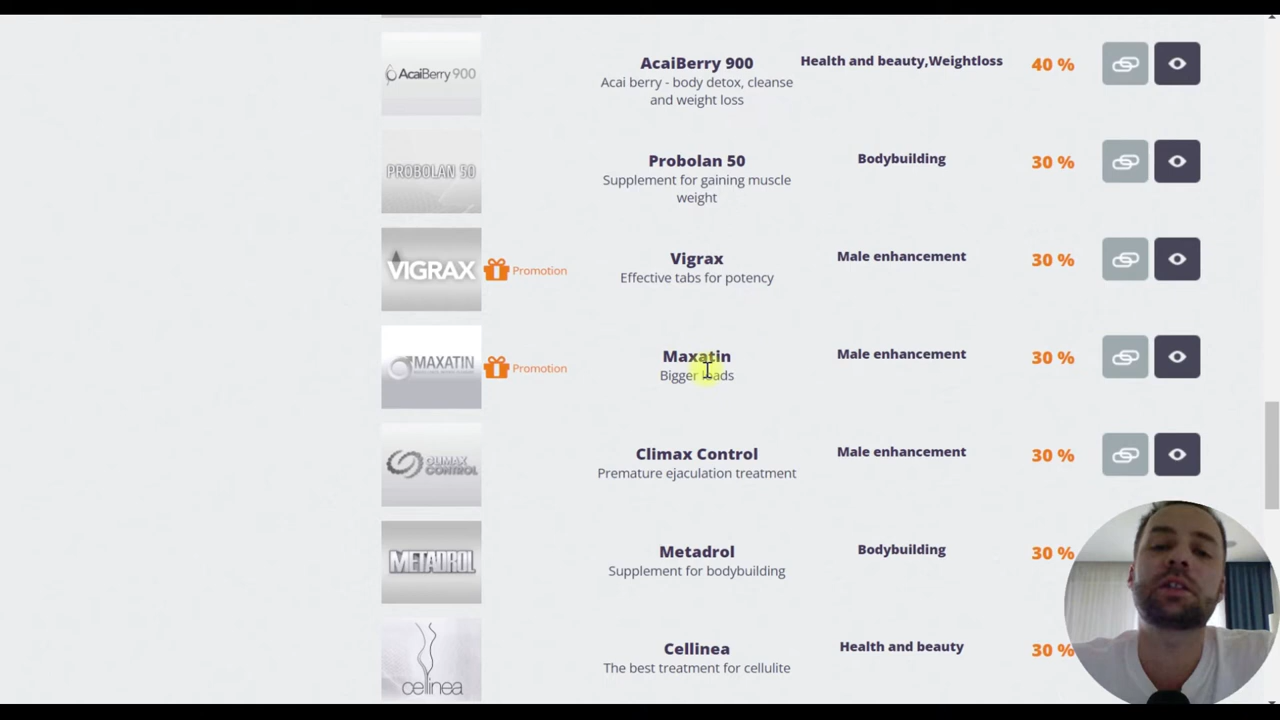 AcaiBerry 900
AcaiBerry 900
Acai berry - body detox, cleanse
and weight loss
Health and beauty,Weightloss
40 %
PROBOLAN 50
Probolan 50
Supplement for gaining muscle
weight
Bodybuilding
30 %
VIGRAX
Promotion
Vigrax
Effective tabs for potency
Male enhancement
30 %
MAXATIN
Promotion
Maxatin
Bigger loads
Male enhancement
30 %
CLIMAX
CONTROL
Climax Control
Premature ejaculation treatment
Male enhancement
30 %
METADROL
Metadrol
Supplement for bodybuilding
Bodybuilding
30 %
cellinea
Cellinea
The best treatment for cellulite
Health and beauty
30 %